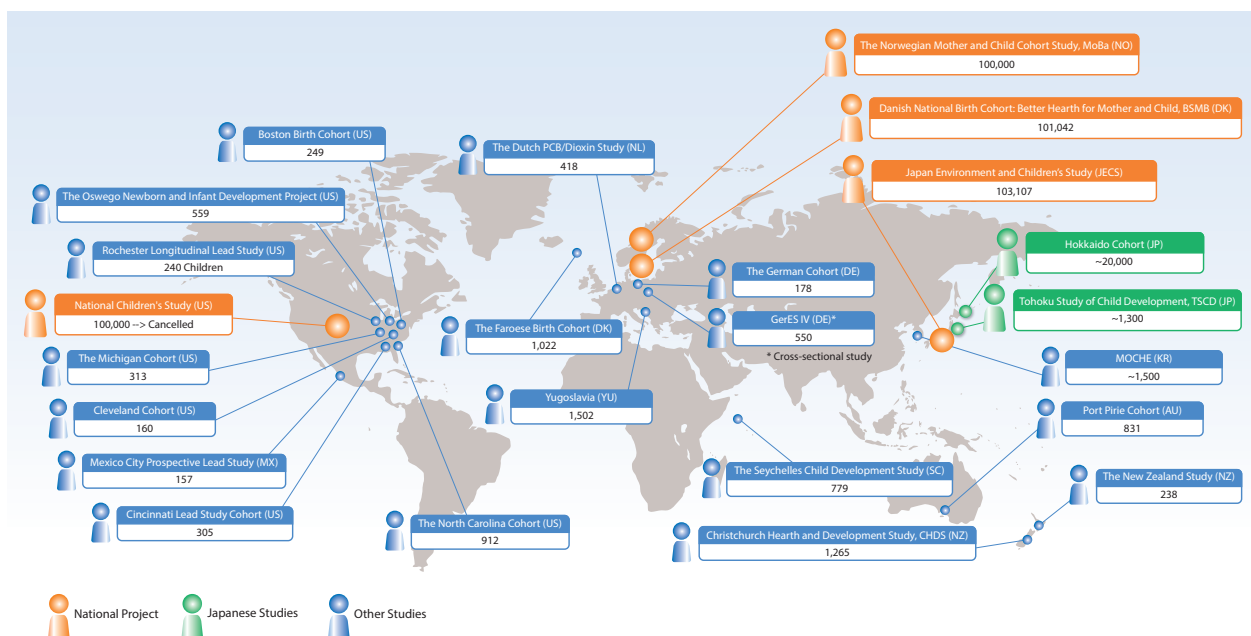 The Norwegian Mother and Child Cohort Study, MoBa (NO)
100,000
Danish National Birth Cohort: Better Hearth for Mother and Child, BSMB (DK)
101,042
Boston Birth Cohort (US)
249
The Dutch PCB/Dioxin Study (NL)
418
Japan Environment and Children's Study (JECS)
103,107
The Oswego Newborn and Infant Development Project (US)
559
Rochester Longitudinal Lead Study (US)
240 Children
Hokkaido Cohort (JP)
~20,000
The German Cohort (DE)
178
National Children's Study (US)
100,000 --> Cancelled
Tohoku Study of Child Development, TSCD (JP)
~1,300
The Faroese Birth Cohort (DK)
1,022
GerES IV (DE)*
550
* Cross-sectional study
The Michigan Cohort (US)
313
MOCHE (KR)
~1,500
Yugoslavia (YU)
1,502
Cleveland Cohort (US)
160
Port Pirie Cohort (AU)
831
Mexico City Prospective Lead Study (MX)
157
The Seychelles Child Development Study (SC)
779
The New Zealand Study (NZ)
238
Cincinnati Lead Study Cohort (US)
305
The North Carolina Cohort (US)
912
Christchurch Hearth and Development Study, CHDS (NZ)
1,265
National Project
Japanese Studies
Other Studies